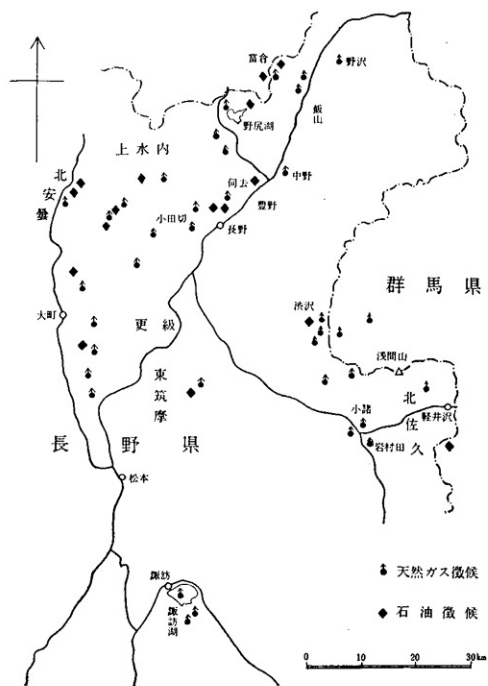 富倉
野沢
野尻湖
飯山
上水内
北安曇
伺去
中野
豊野
小田切
長野
群馬県
渋沢
大町
更級
浅間山
東筑摩
北佐久
小諸
軽井沢
長野県
岩村田
松本
諏訪
諏訪湖
天然ガス徴候
石油徴候
0 10 20 30km